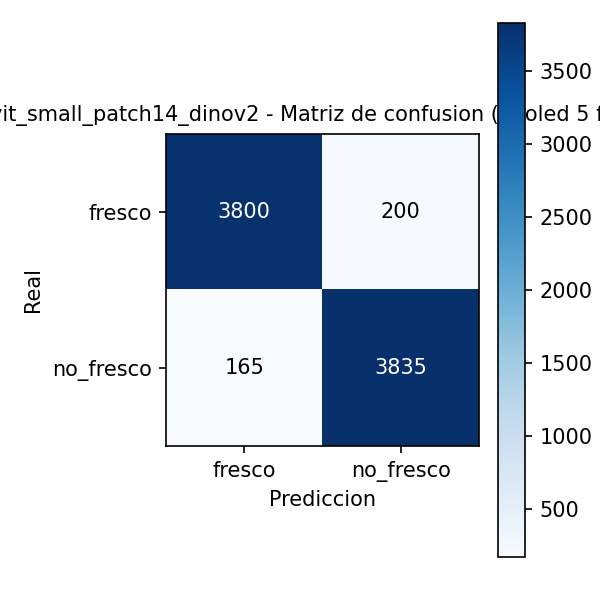 vit_small_patch14_dinov2 - Matriz de confusion ( oled 5 f
fresco 3800 200
no_fresco 165 3835
fresco no_fresco
Prediccion
Real
3500
3000
2500
2000
1500
1000
500